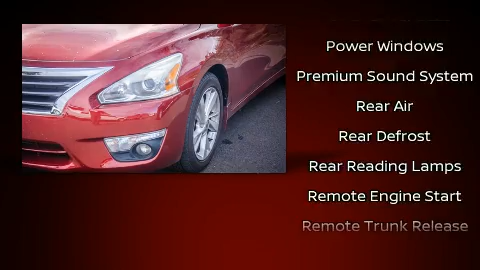 Power Windows
Premium Sound System
Rear Air
Rear Defrost
Rear Reading Lamps
Remote Engine Start
Remote Trunk Release